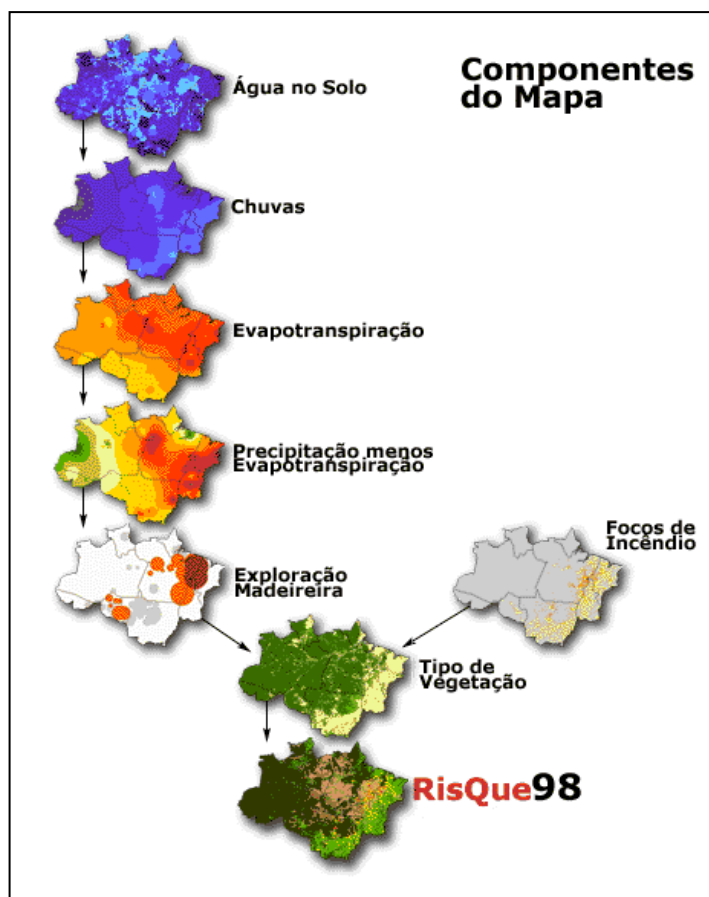 Componentes
do Mapa
Água no Solo
Chuvas
Evapotranspiração
Precipitação menos
Evapotranspiração
Focos de
Incêndio
Exploração
Madeireira
Tipo de
Vegetação
RisQue98